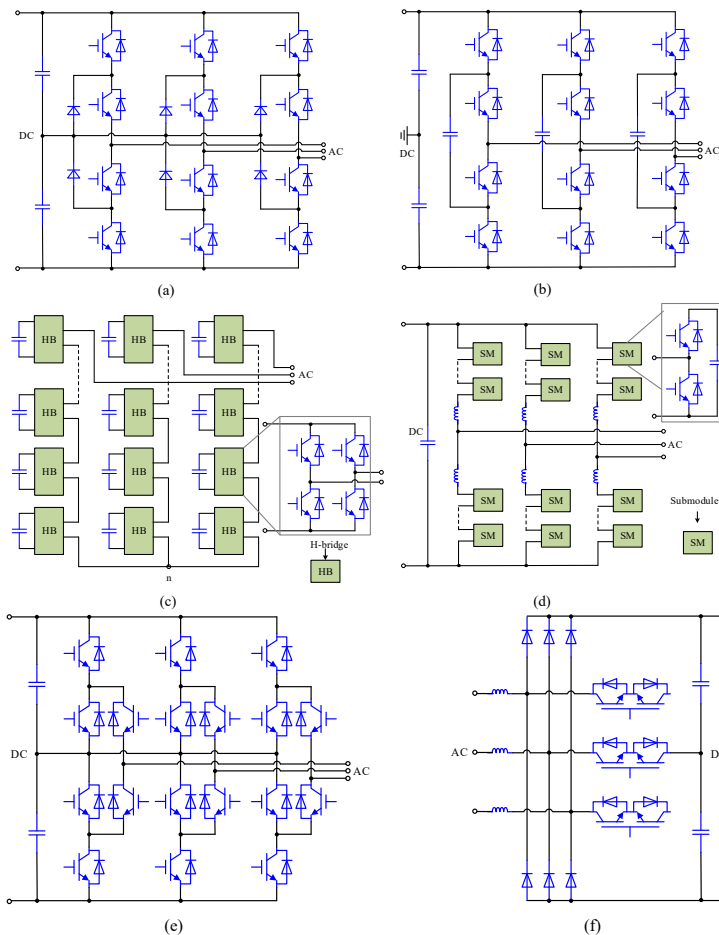 DC
AC
(a)
DC
AC
(b)
HB
HB
HB
AC
HB
HB
HB
HB
HB
HB
HB
HB
HB
H-bridge
HB
n
(c)
SM
SM
SM
SM
SM
SM
DC
AC
SM
SM
SM
SM
SM
SM
Submodule
SM
(d)
DC
AC
(e)
AC
D
(f)